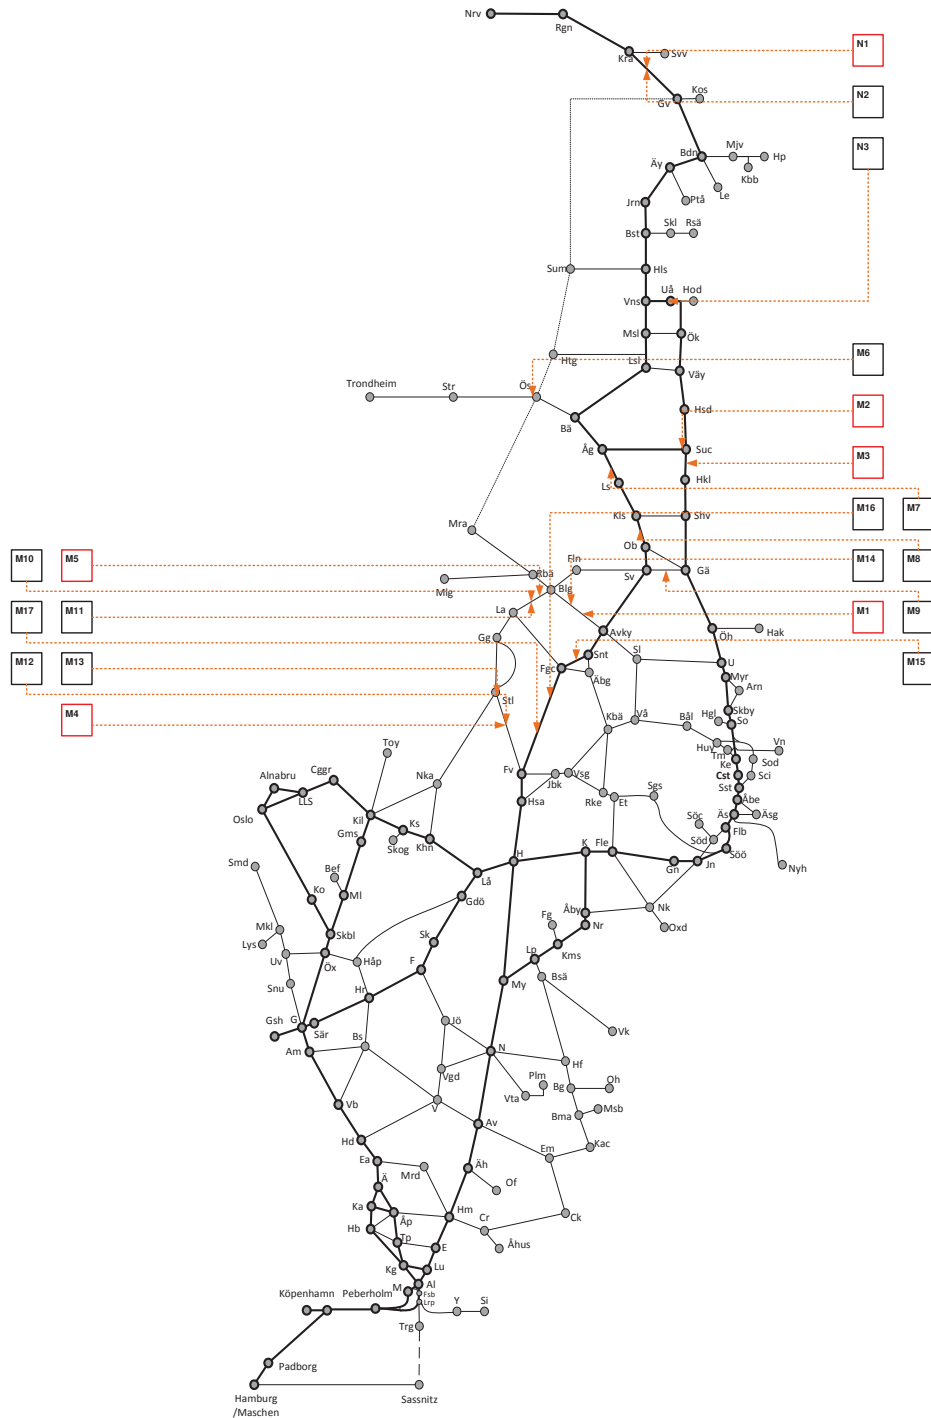 Nrv
Rgn
N1
Kra
Svv
Kos
N2
Gv
N3
Mjv
Bdn
Hp
Äy
Kbb
Le
Ptå
Jrn
Skl Rsä
Bst
Sum
Hls
Uå Hod
Vns
Msl
Ök
Htg
M6
Lsl
Väy
Trondheim
Str
Ös
M2
Hsd
Bä
Åg
Suc
M3
Ls
Hkl
M16
M7
Kls
Shv
Mra
Ob
M10
M5
M14
M8
Fln
Rbä
Sv
Gä
Mlg
Blg
M17
M11
M1
M9
La
Avky
Öh
Hak
Gg
M12
M13
Snt
Sl
U
M15
Fgc
Äbg
Myr
Arn
Stl
M4
Skby
Kbä
Vå
Bål
Hgl
So
Toy
Huv
Vn
Tm
Ke
Sod
Alnabru
Cggr
Nka
Fv
Jbk
Vsg
Cst
Sci
LLS
Rke
Et
Sgs
Sst
Oslo
Hsa
Åbe
Kil
Ks
Söc
Äs
Äsg
Gms
Skog
Khn
Söd
Flb
H
K
Fle
Söö
Smd
Bef
Lå
Gn
Jn
Nyh
Ml
Gdö
Ko
Åby
Nk
Mkl
Skbl
Fg
Nr
Oxd
Lys
Sk
Kms
Uv
Öx
Håp
F
Lp
Bsä
Snu
My
Hr
Gsh
G
Sär
Jö
Vk
Am
Bs
N
Hf
Vgd
Plm
Bg
Oh
Vta
Vb
V
Bma
Msb
Av
Hd
Kac
Em
Ea
Äh
Mrd
Of
Ä
Ka
Hm
Cr
Ck
Åp
Hb
Tp
E
Åhus
Kg
Lu
Al
M
Köpenhamn
Peberholm
Fsb
Lrp
Y
Si
Trg
Padborg
Hamburg
/Maschen
Sassnitz